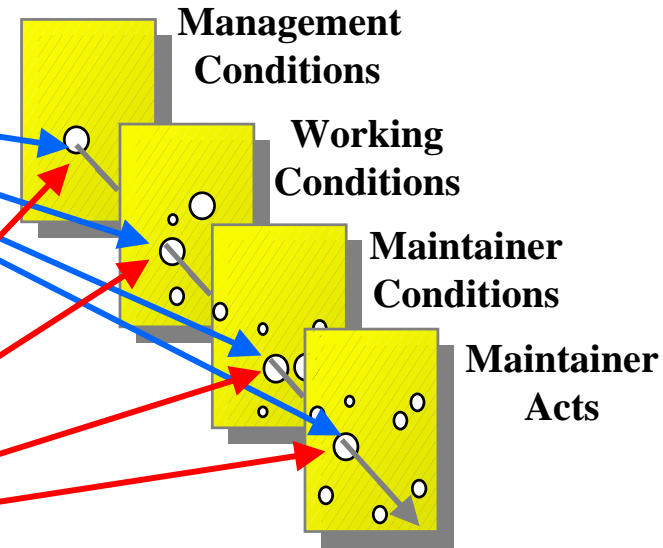 Management
Conditions
Working
Conditions
Maintainer
Conditions
Maintainer
Acts